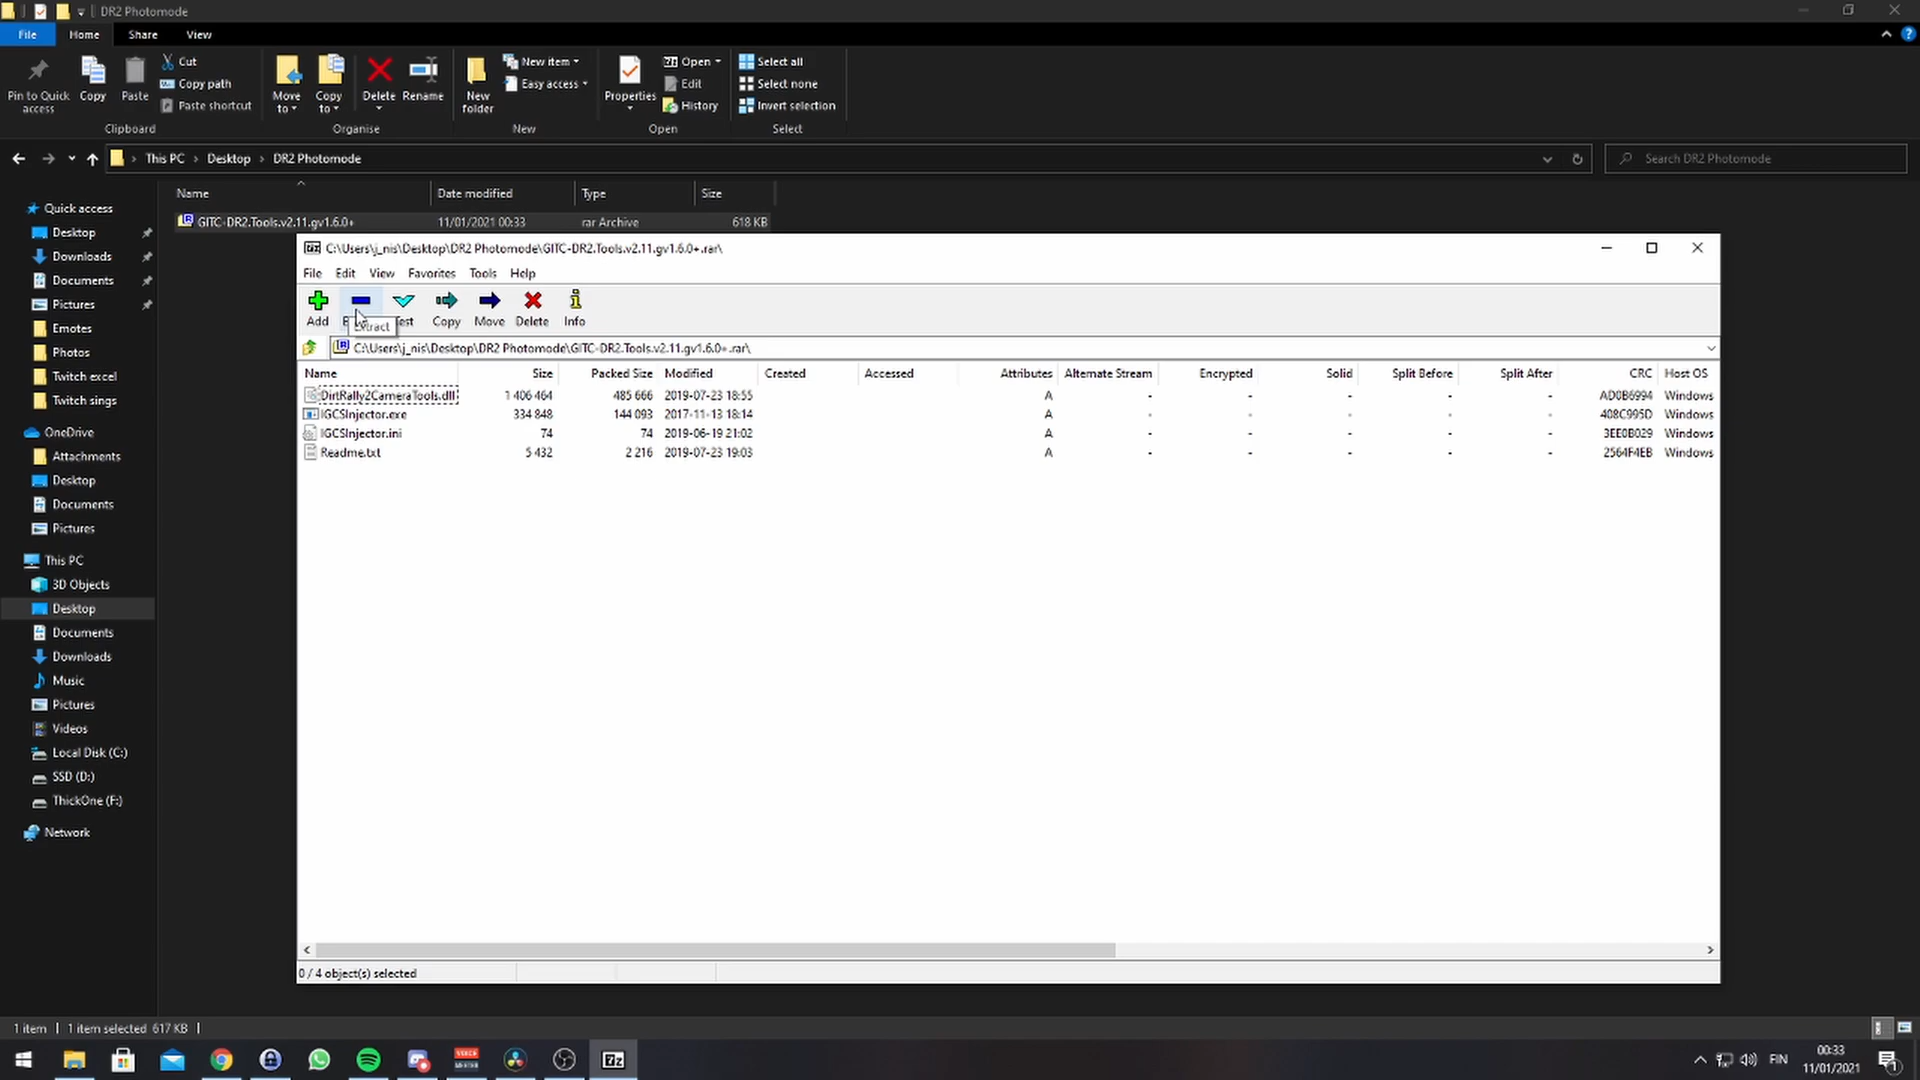 DR2 Photomode
File Home Share View
Pin to Quick access
Copy
Paste
Cut
Copy path
Paste shortcut
Move to
Copy to
Delete
Rename
New folder
New item
Easy access
Properties
Open
Edit
History
Select all
Select none
Invert selection
Clipboard Organise New Open Select
This PC › Desktop › DR2 Photomode
Search DR2 Photomode
Name Date modified Type Size
GITC-DR2.Tools.v2.11.gv1.6.0+ 11/01/2021 00:33 rar Archive 618 KB
Quick access
Desktop
Downloads
Documents
Pictures
Emotes
Photos
Twitch excel
Twitch sings
OneDrive
Attachments
Desktop
Documents
Pictures
This PC
3D Objects
Desktop
Documents
Downloads
Music
Pictures
Videos
Local Disk (C:)
SSD (D:)
ThickOne (F:)
Network
7z C:\Users\j_nis\Desktop\DR2 Photomode\GITC-DR2.Tools.v2.11.gv1.6.0+.rar\
File Edit View Favorites Tools Help
Add Copy Move Delete Info
Extract
C:\Users\j_nis\Desktop\DR2 Photomode\GITC-DR2.Tools.v2.11.gv1.6.0+.rar\
Name Size Packed Size Modified Created Accessed Attributes Alternate Stream Encrypted Solid Split Before Split After CRC Host OS
DirtRally2CameraTools.dll 1 406 464 485 666 2019-07-23 18:55 A - - - - - AD0B6994 Windows
IGCSInjector.exe 334 848 144 093 2017-11-13 18:14 A - - - - - 408C995D Windows
IGCSInjector.ini 74 74 2019-06-19 21:02 A - - - - - 3EE0B029 Windows
Readme.txt 5 432 2 216 2019-07-23 19:03 A - - - - - 2564F4EB Windows
0 / 4 object(s) selected
1 item 1 item selected 617 KB
VOICE MEETER
7z
FIN
00:33
11/01/2021
1